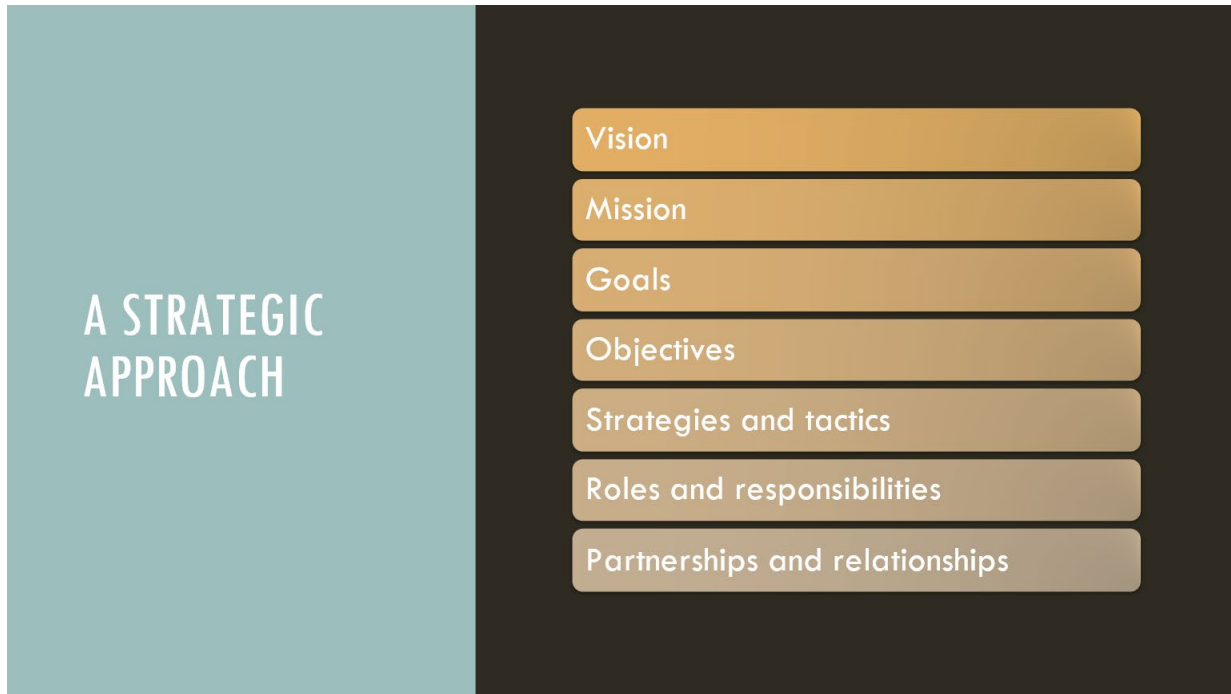 A STRATEGIC
APPROACH
Vision
Mission
Goals
Objectives
Strategies and tactics
Roles and responsibilities
Partnerships and relationships